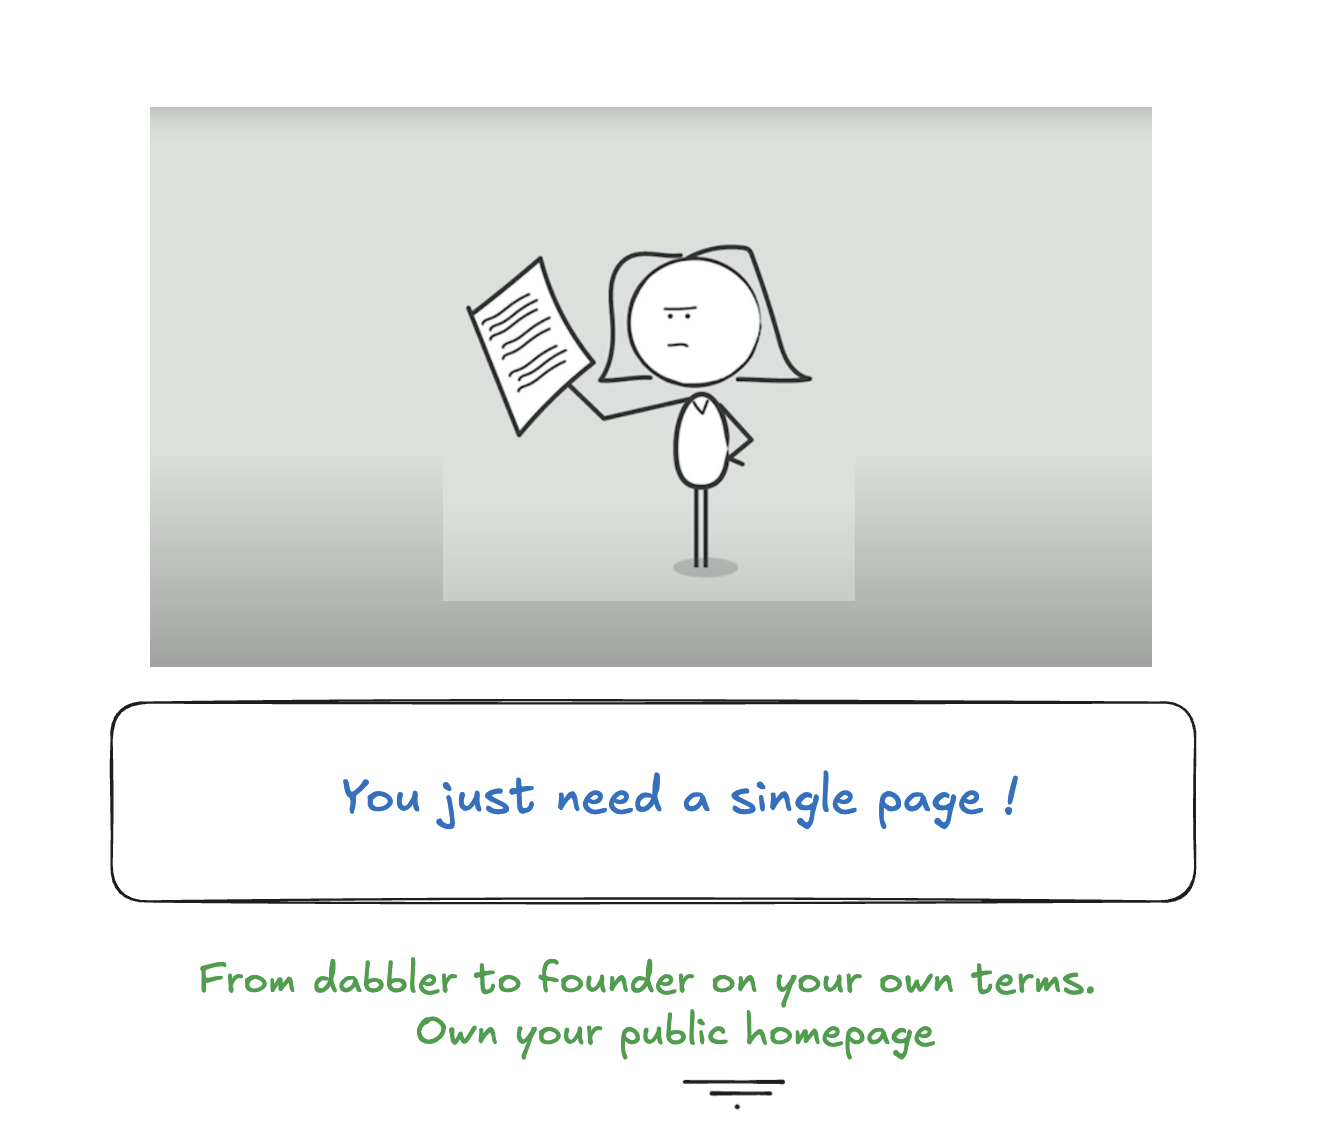 You just need a single page !
From dabbler to founder on your own terms.
Own your public homepage